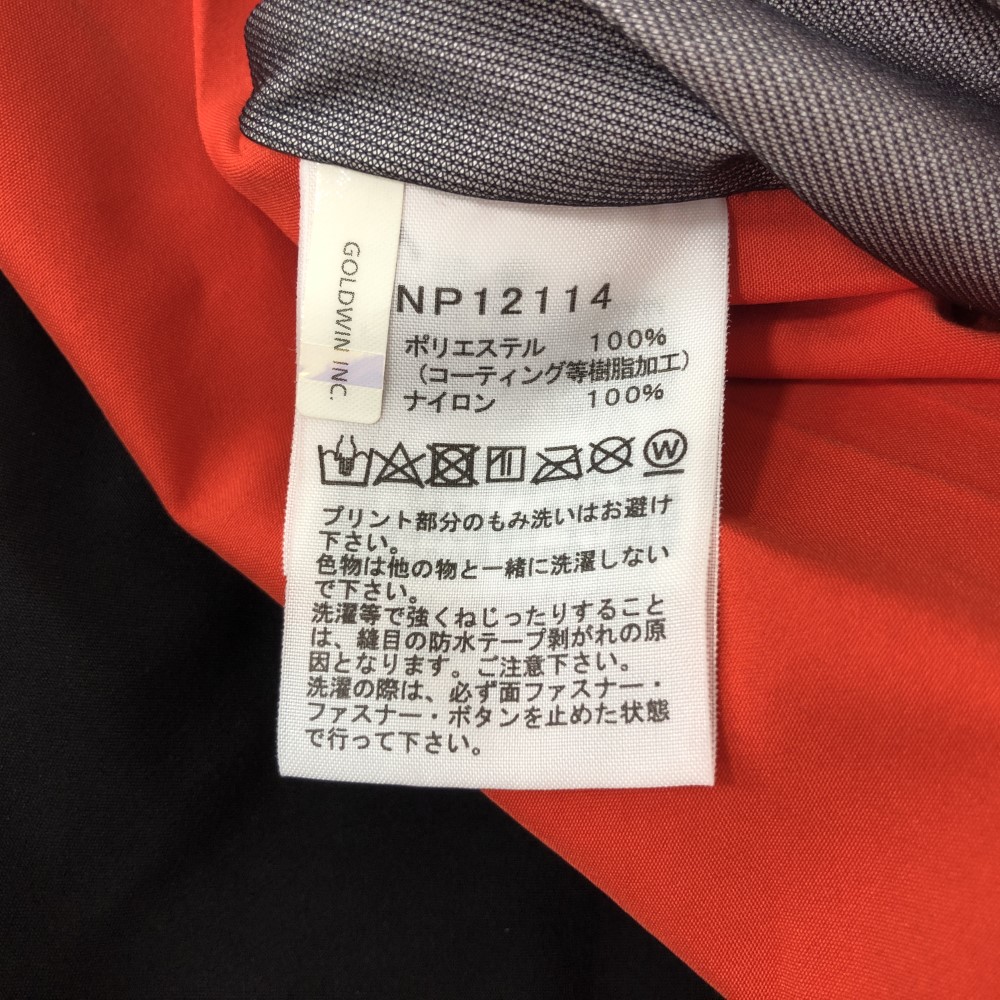 GOLDWIN INC.
NP12114
ポリエステル 100%
（コーティング等樹脂加工）
ナイロン 100%
W
プリント部分のもみ洗いはお避け
下さい。
色物は他の物と一緒に洗濯しない
で下さい。
洗濯等で強くねじったりすること
は、縫目の防水テープ剥がれの原
因となります。ご注意下さい。
洗濯の際は、必ず面ファスナー・
ファスナー・ボタンを止めた状態
で行って下さい。